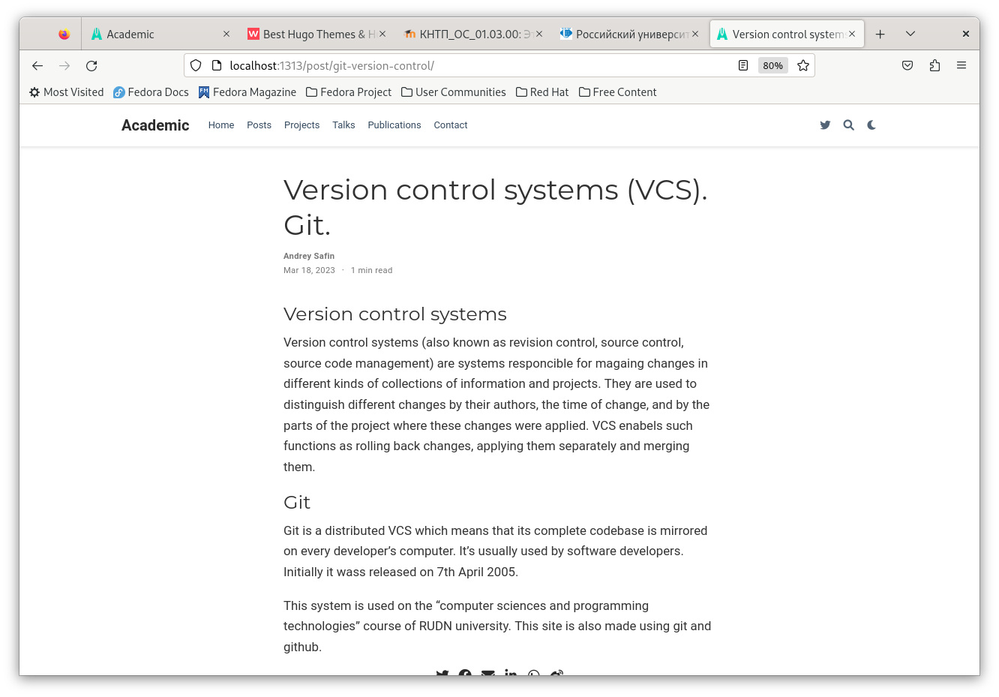 Academic
Best Hugo Themes & H
КНТП_ОС_01.03.00: Эт
Российский университ
Version control system
localhost:1313/post/git-version-control/
80%
Most Visited
Fedora Docs
Fedora Magazine
Fedora Project
User Communities
Red Hat
Free Content
Academic
Home
Posts
Projects
Talks
Publications
Contact
Version control systems (VCS).
Git.
Andrey Safin
Mar 18, 2023 · 1 min read
Version control systems
Version control systems (also known as revision control, source control,
source code management) are systems responcible for magaing changes in
different kinds of collections of information and projects. They are used to
distinguish different changes by their authors, the time of change, and by the
parts of the project where these changes were applied. VCS enabels such
functions as rolling back changes, applying them separately and merging
them.
Git
Git is a distributed VCS which means that its complete codebase is mirrored
on every developer’s computer. It’s usually used by software developers.
Initially it wass released on 7th April 2005.
This system is used on the “computer sciences and programming
technologies” course of RUDN university. This site is also made using git and
github.